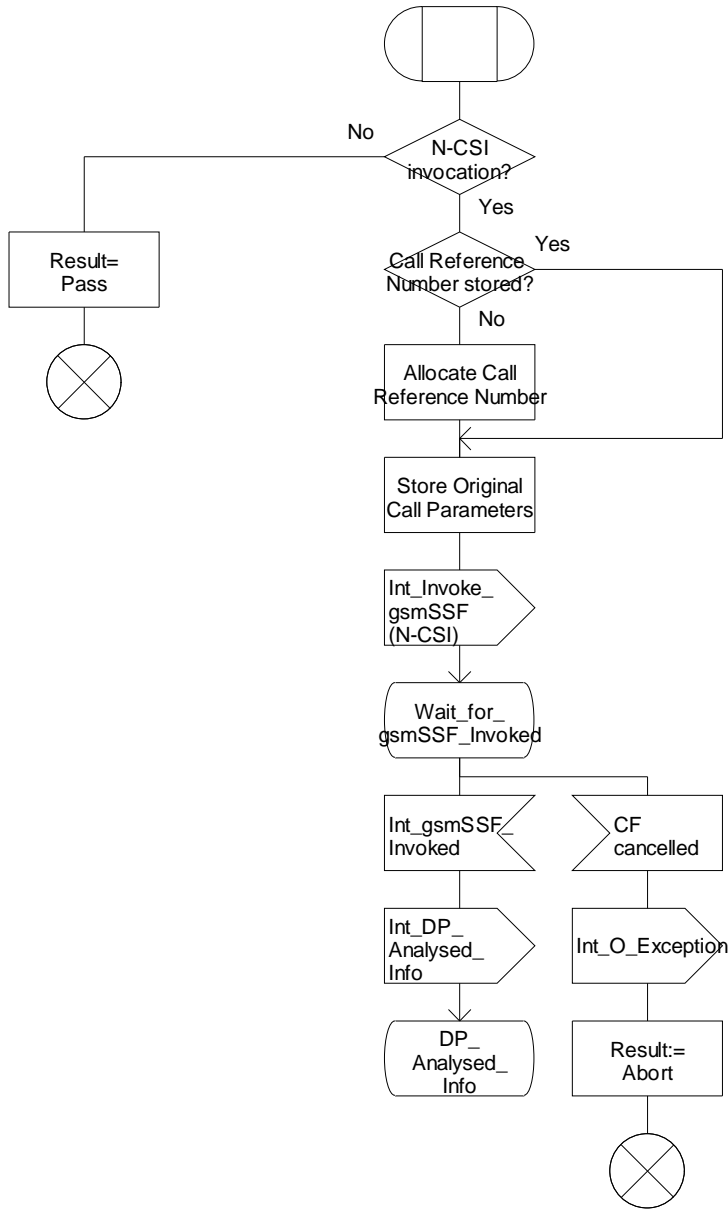 No
N-CSI
invocation?
Yes
Result=
Pass
Call Reference
Number stored?
Yes
No
Allocate Call
Reference Number
Store Original
Call Parameters
Int_Invoke_
gsmSSF
(N-CSI)
Wait_for_
gsmSSF_Invoked
Int_gsmSSF_
Invoked
CF
cancelled
Int_DP_
Analysed_
Info
Int_O_Exception
DP_
Analysed_
Info
Result:=
Abort